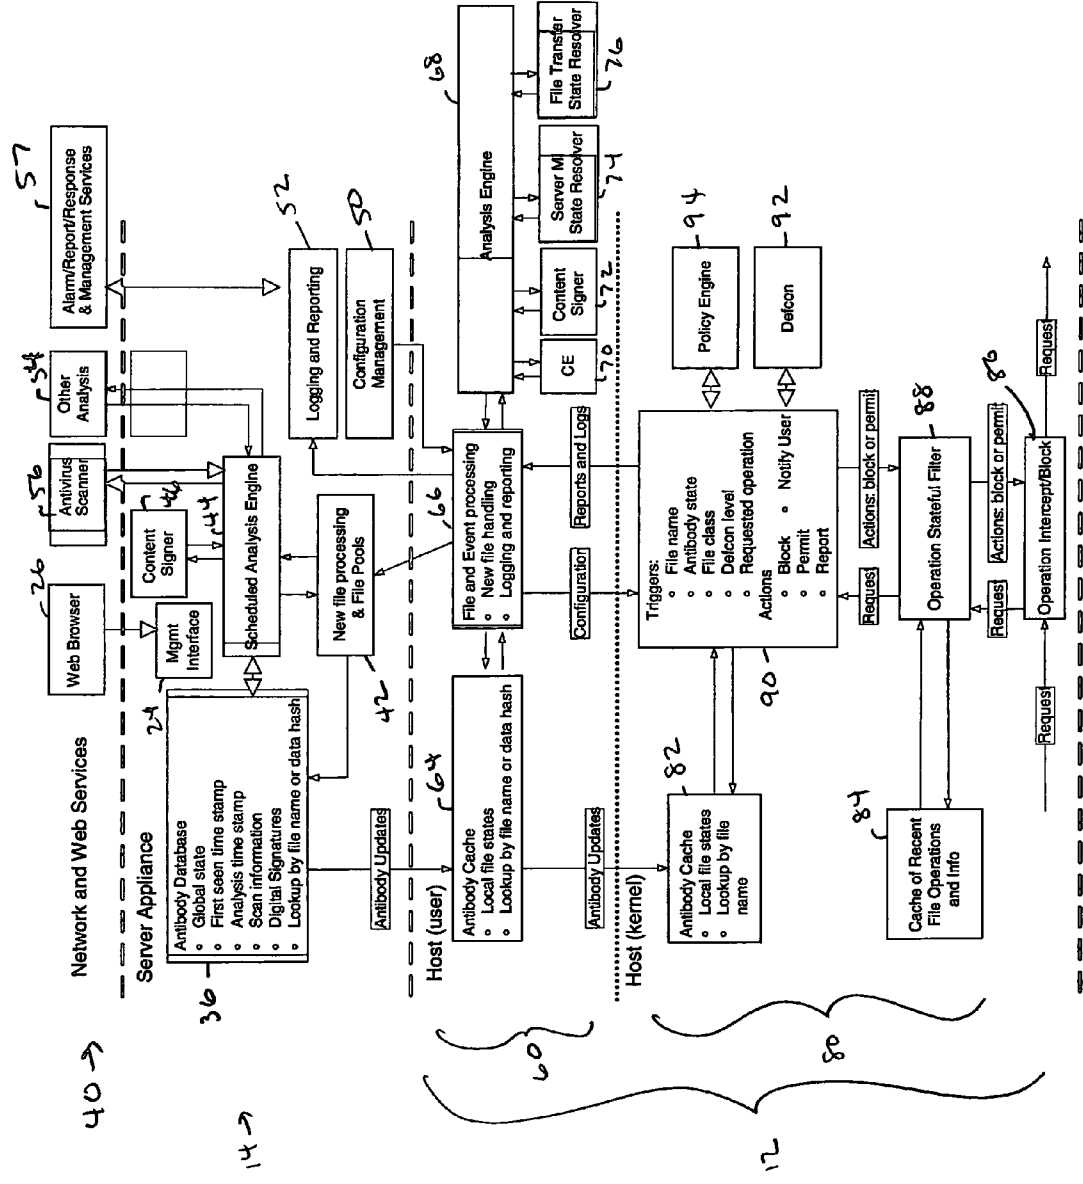 40
Network and Web Services
Web Browser
26
Antivirus
Scanner
56
Other
Analysis
54
Alarm/Report/Response
& Management Services
57
14
Server Appliance
24
Mgmt
Interface
Content
Signer
46
44
Antibody Database
Global state
First seen time stamp
Analysis time stamp
Scan information
Digital Signatures
Lookup by file name or data hash
36
Scheduled Analysis Engine
New file processing
& File Pools
42
Logging and Reporting
52
Configuration
Management
50
Antibody Updates
12
60
Host (user)
64
Antibody Cache
Local file states
Lookup by file name or data hash
66
File and Event processing
New file handling
Logging and reporting
68
Analysis Engine
CE
70
Content
Signer
72
Server MI
State Resolver
74
File Transfer
State Resolver
76
Antibody Updates
Configuration
Reports and Logs
80
Host (kernel)
82
Antibody Cache
Local file states
Lookup by file
name
Triggers:
File name
Antibody state
File class
Defcon level
Requested operation
Actions
Block
Notify User
Permit
Report
90
Policy Engine
94
Defcon
92
Request
Actions: block or permit
84
Cache of Recent
File Operations
and Info
Operation Stateful Filter
88
Request
Actions: block or permit
86
Operation Intercept/Block
Request
Request